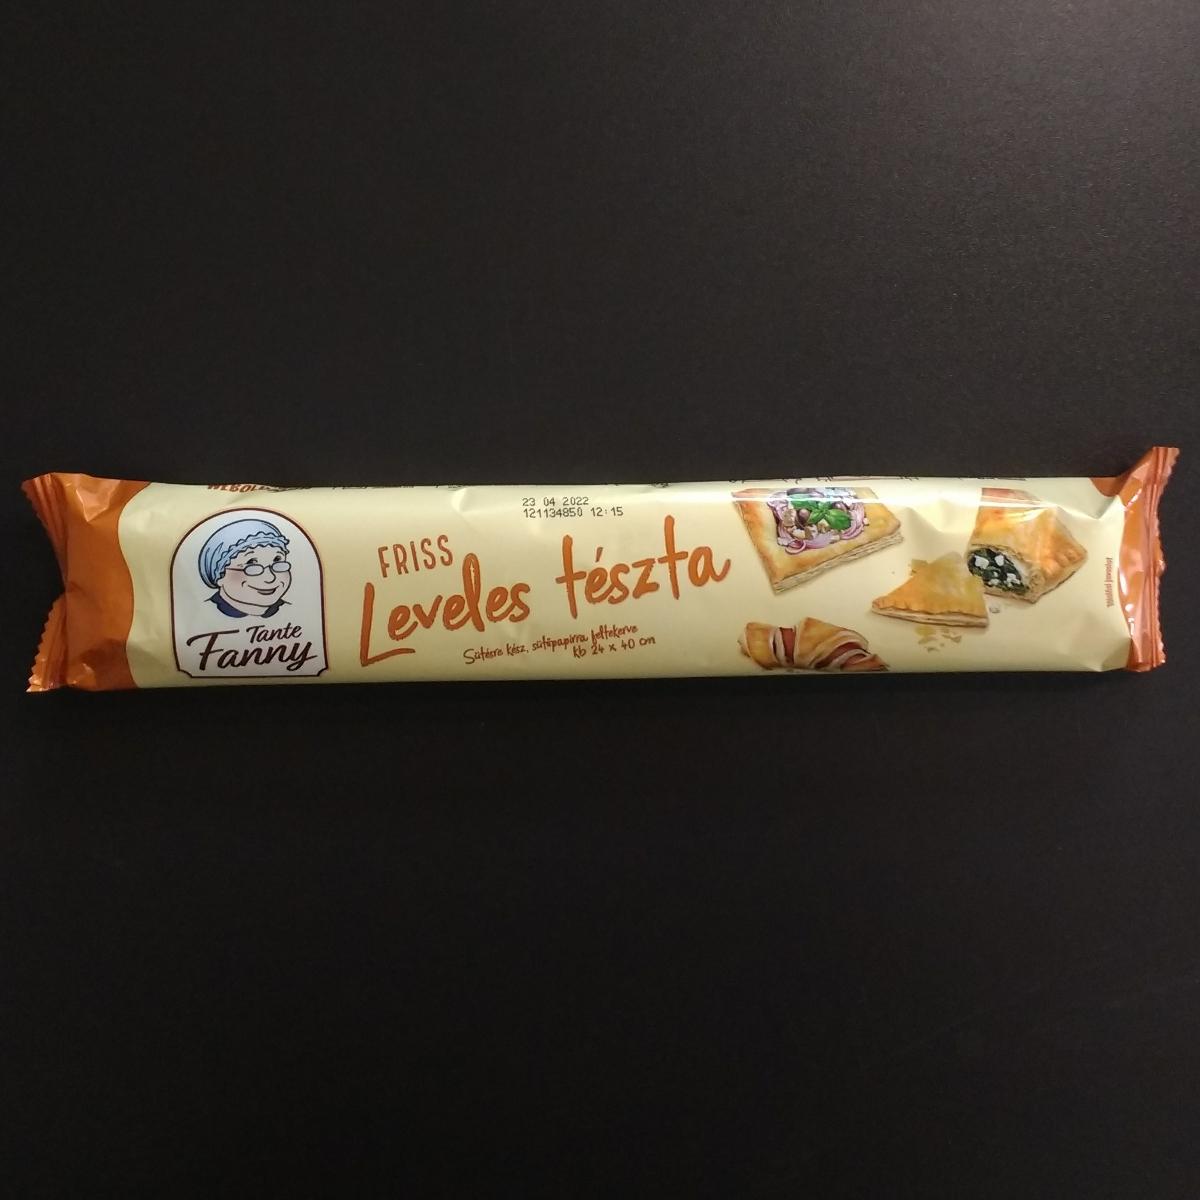 23 04 2022
121134850 12:15
FRISS
Leveles tészta
Sütésre kész, sütőpapírra feltekerve
kb 24 x 40 cm
Tante
Fanny